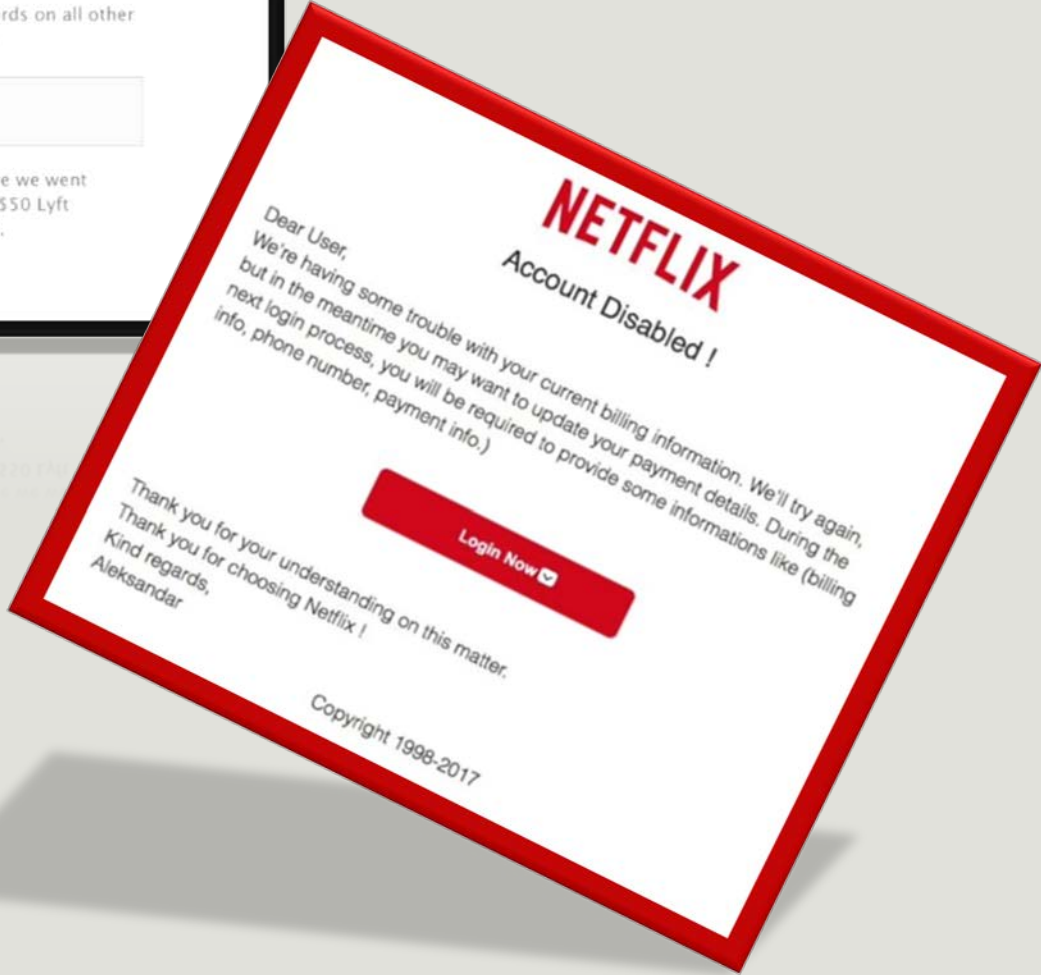 rds on all other
e we went
$50 Lyft
NETFLIX
Account Disabled !
Dear User,
We're having some trouble with your current billing information. We'll try again,
but in the meantime you may want to update your payment details. During the
next login process, you will be required to provide some informations like (billing
info, phone number, payment info.)
Login Now
Thank you for your understanding on this matter.
Thank you for choosing Netflix !
Kind regards,
Aleksandar
Copyright 1998-2017